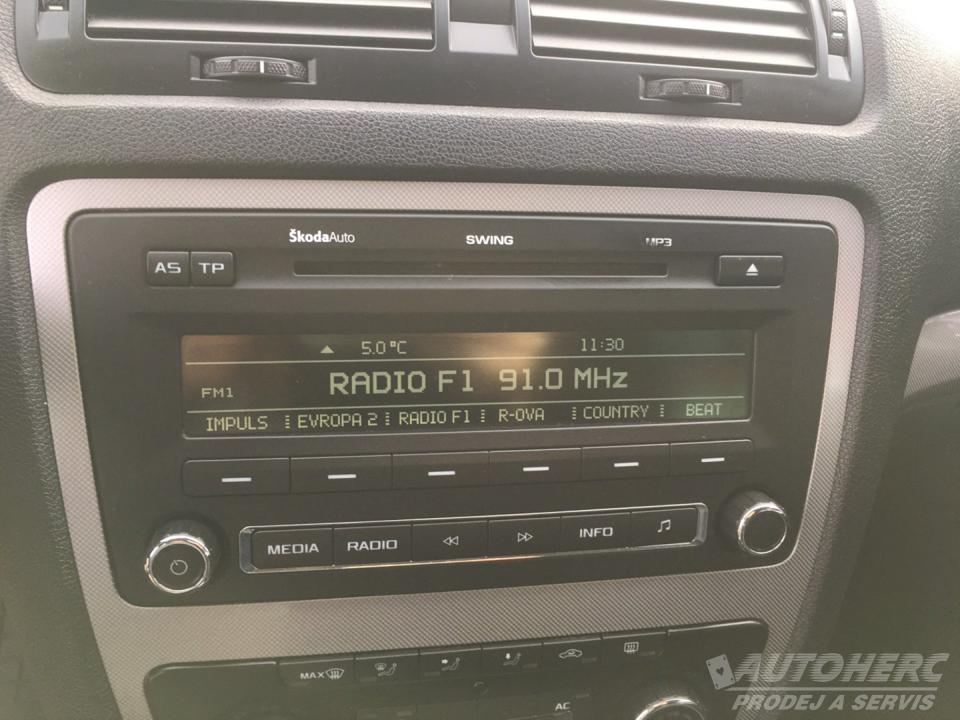 ŠkodaAuto SWING MP3
AS TP
5.0°C 11:30
FM1 RADIO F1 91.0 MHz
IMPULS EVROPA 2 RADIO F1 R-OVA COUNTRY BEAT
MEDIA RADIO INFO
MAX
AC
AUTOHERC
PRODEJ A SERVIS